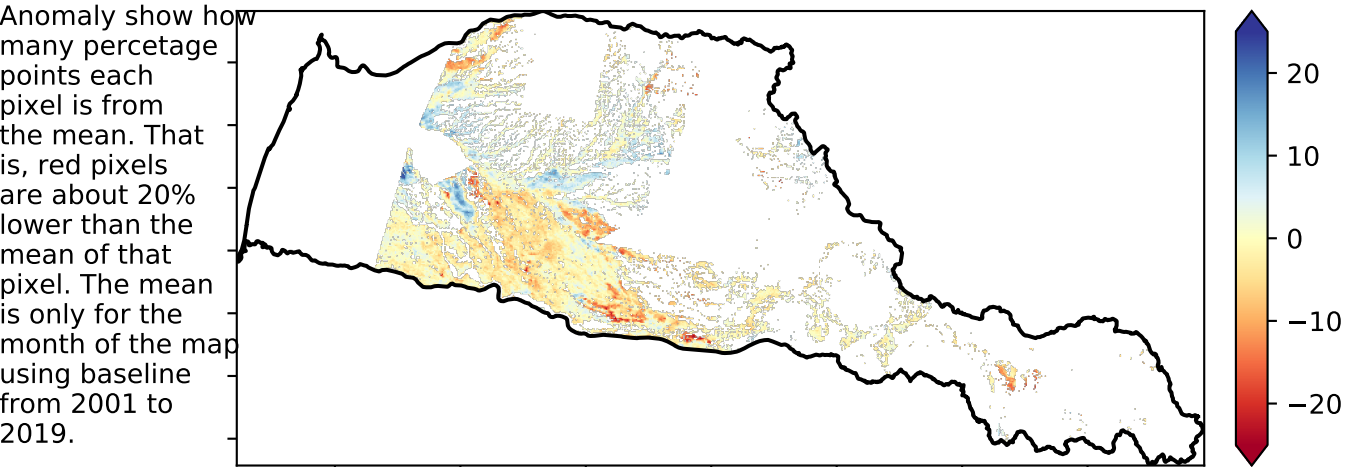 Anomaly show how
many percetage
points each
pixel is from
the mean. That
is, red pixels
are about 20%
lower than the
mean of that
pixel. The mean
is only for the
month of the map
using baseline
from 2001 to
2019.
20
10
0
−10
−20